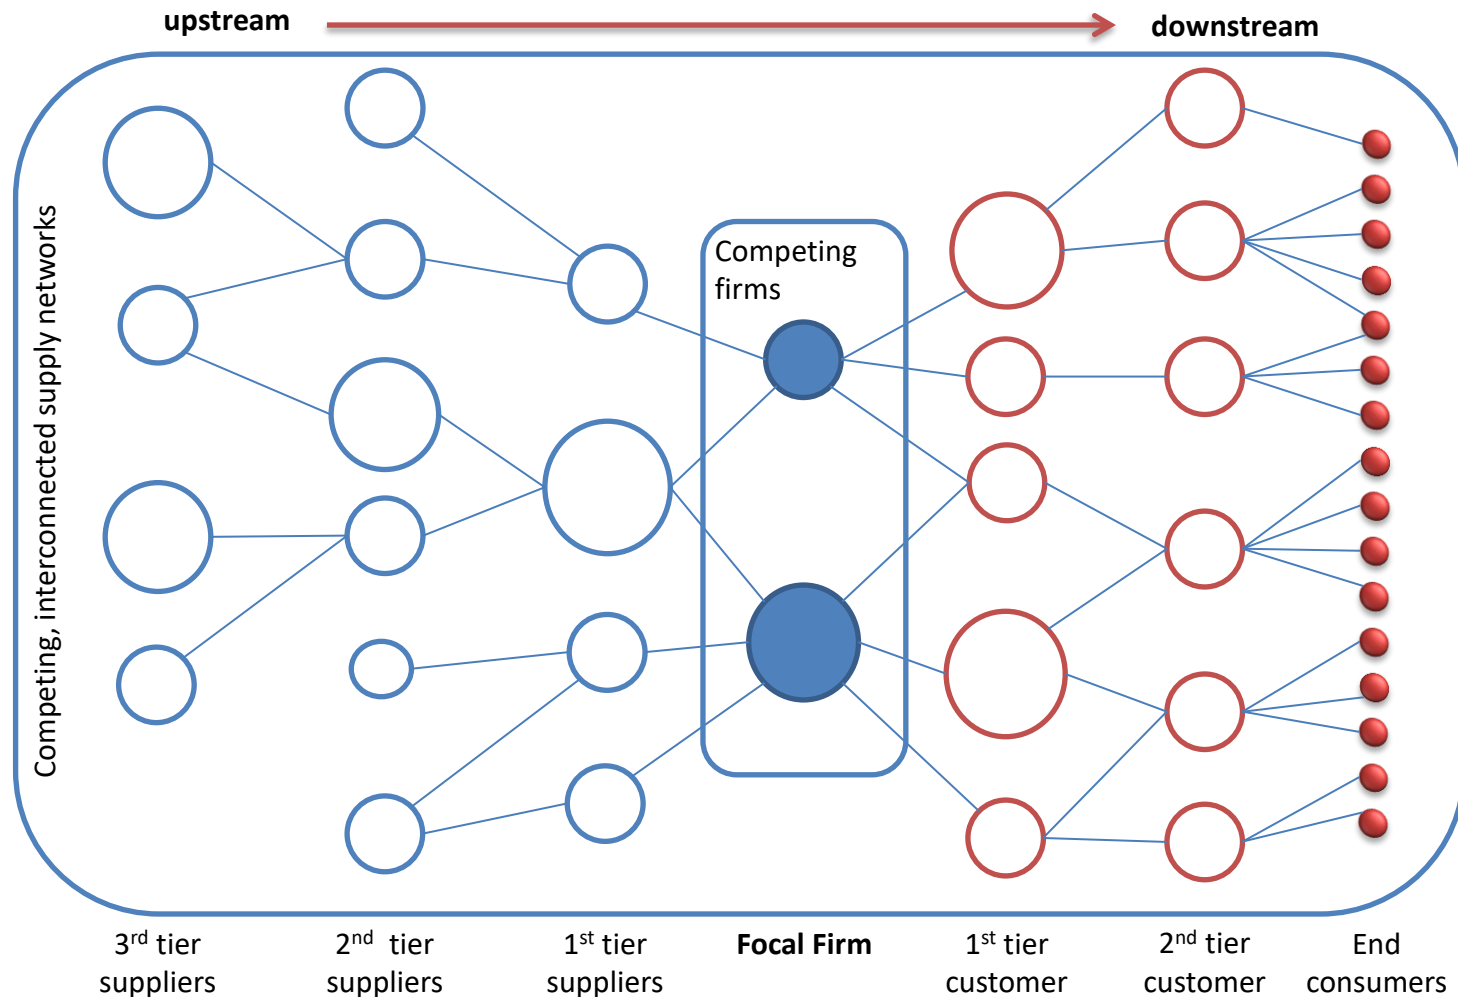 upstream
downstream
Competing, interconnected supply networks
Competing
firms
3rd tier
suppliers
2nd tier
suppliers
1st tier
suppliers
Focal Firm
1st tier
customer
2nd tier
customer
End
consumers